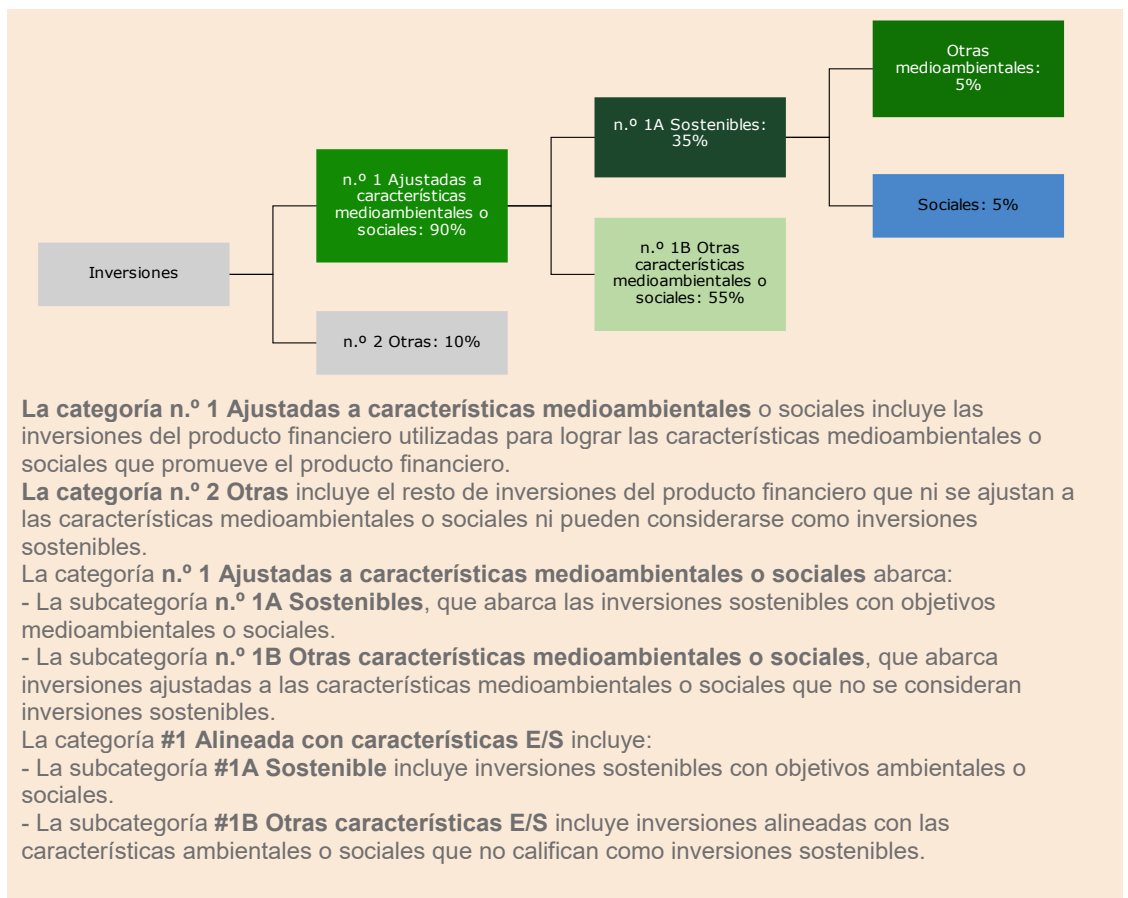 Otras
medioambientales:
5%
n.º 1A Sostenibles:
35%
n.º 1 Ajustadas a
características
medioambientales o
sociales: 90%
Sociales: 5%
n.º 1B Otras
características
medioambientales o
sociales: 55%
Inversiones
n.º 2 Otras: 10%
La categoría n.º 1 Ajustadas a características medioambientales o sociales incluye las
inversiones del producto financiero utilizadas para lograr las características medioambientales o
sociales que promueve el producto financiero.
La categoría n.º 2 Otras incluye el resto de inversiones del producto financiero que ni se ajustan a
las características medioambientales o sociales ni pueden considerarse como inversiones
sostenibles.
La categoría n.º 1 Ajustadas a características medioambientales o sociales abarca:
- La subcategoría n.º 1A Sostenibles, que abarca las inversiones sostenibles con objetivos
medioambientales o sociales.
- La subcategoría n.º 1B Otras características medioambientales o sociales, que abarca
inversiones ajustadas a las características medioambientales o sociales que no se consideran
inversiones sostenibles.
La categoría #1 Alineada con características E/S incluye:
- La subcategoría #1A Sostenible incluye inversiones sostenibles con objetivos ambientales o
sociales.
- La subcategoría #1B Otras características E/S incluye inversiones alineadas con las
características ambientales o sociales que no califican como inversiones sostenibles.